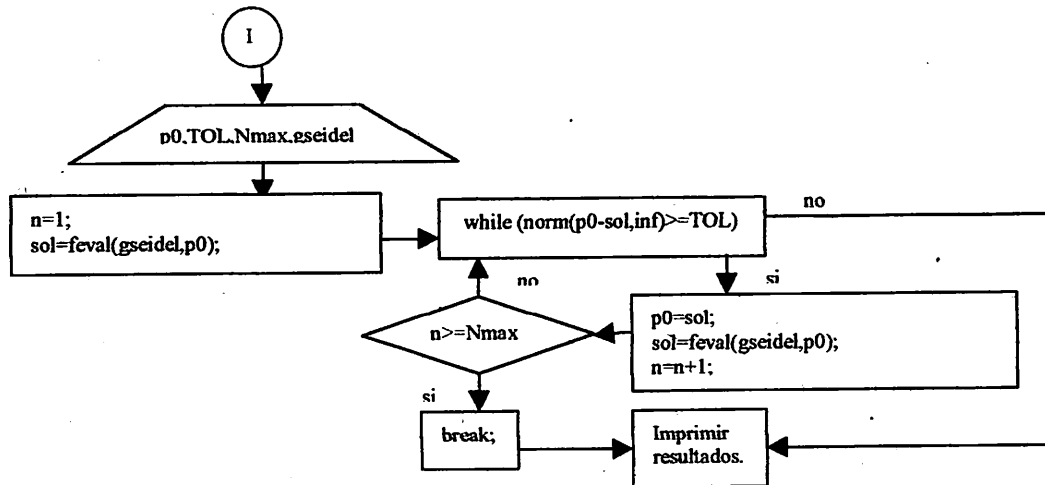 I
p0,TOL,Nmax,gseidel
n=1;
sol=feval(gseidel,p0);
while (norm(p0-sol,inf)>=TOL)
no
si
no
p0=sol;
sol=feval(gseidel,p0);
n=n+1;
n>=Nmax
si
break;
Imprimir
resultados.